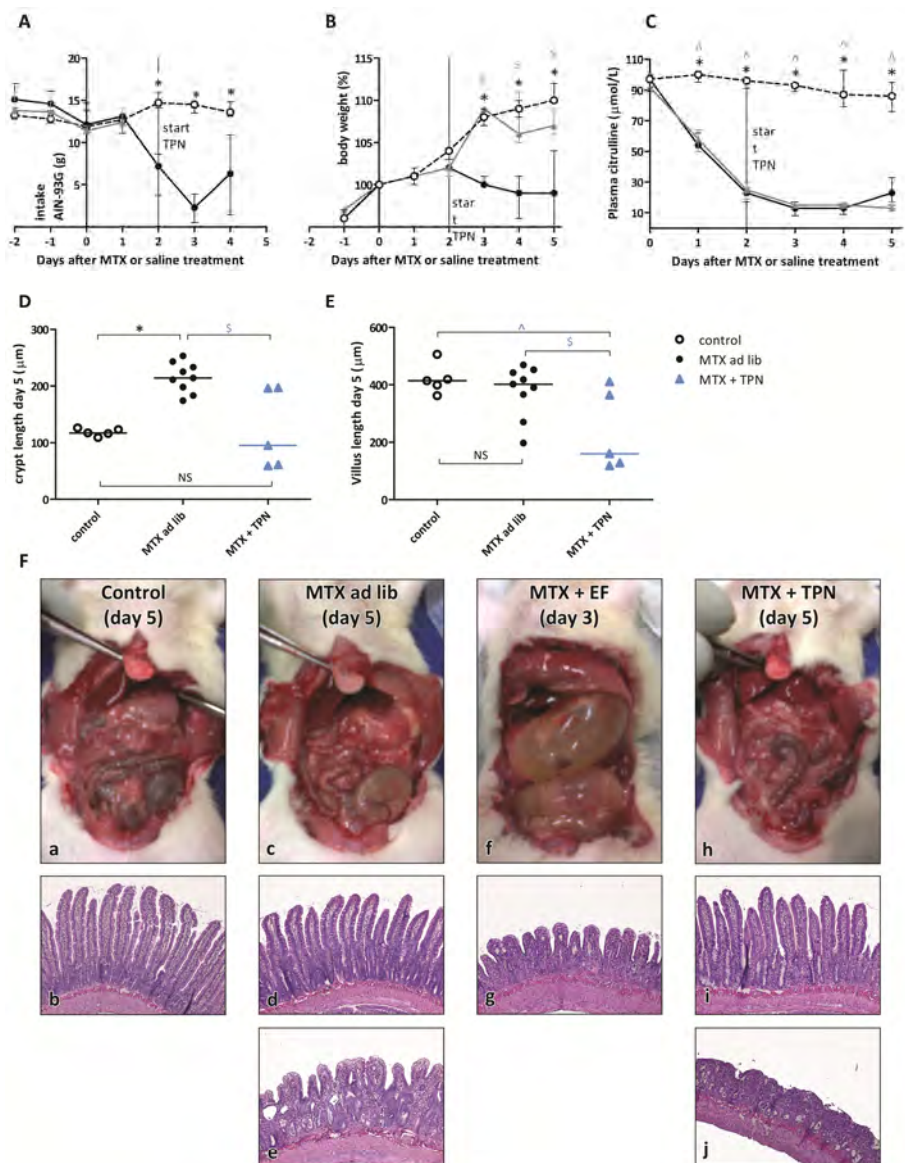 A
intake
AIN-93G (g)
20
15
10
5
start
TPN
*
*
*
-2 -1 0 1 2 3 4 5
Days after MTX or saline treatment
B
body weight (%)
115
110
105
100
star
t
TPN
*
*
*
-2 -1 0 1 2 3 4 5
Days after MTX or saline treatment
C
Plasma citrulline (µmol/L)
110
90
70
50
30
10
^ ^ ^ ^ ^
* * * * *
star
t
TPN
0 1 2 3 4 5
Days after MTX or saline treatment
D
crypt length day 5 (µm)
300
200
100
0
*
$
NS
control
MTX ad lib
MTX + TPN
E
Villus length day 5 (µm)
600
400
200
0
^
$
NS
control
MTX ad lib
MTX + TPN
control
MTX ad lib
MTX + TPN
F
Control
(day 5)
MTX ad lib
(day 5)
MTX + EF
(day 3)
MTX + TPN
(day 5)
a
c
f
h
b
d
g
i
e
j